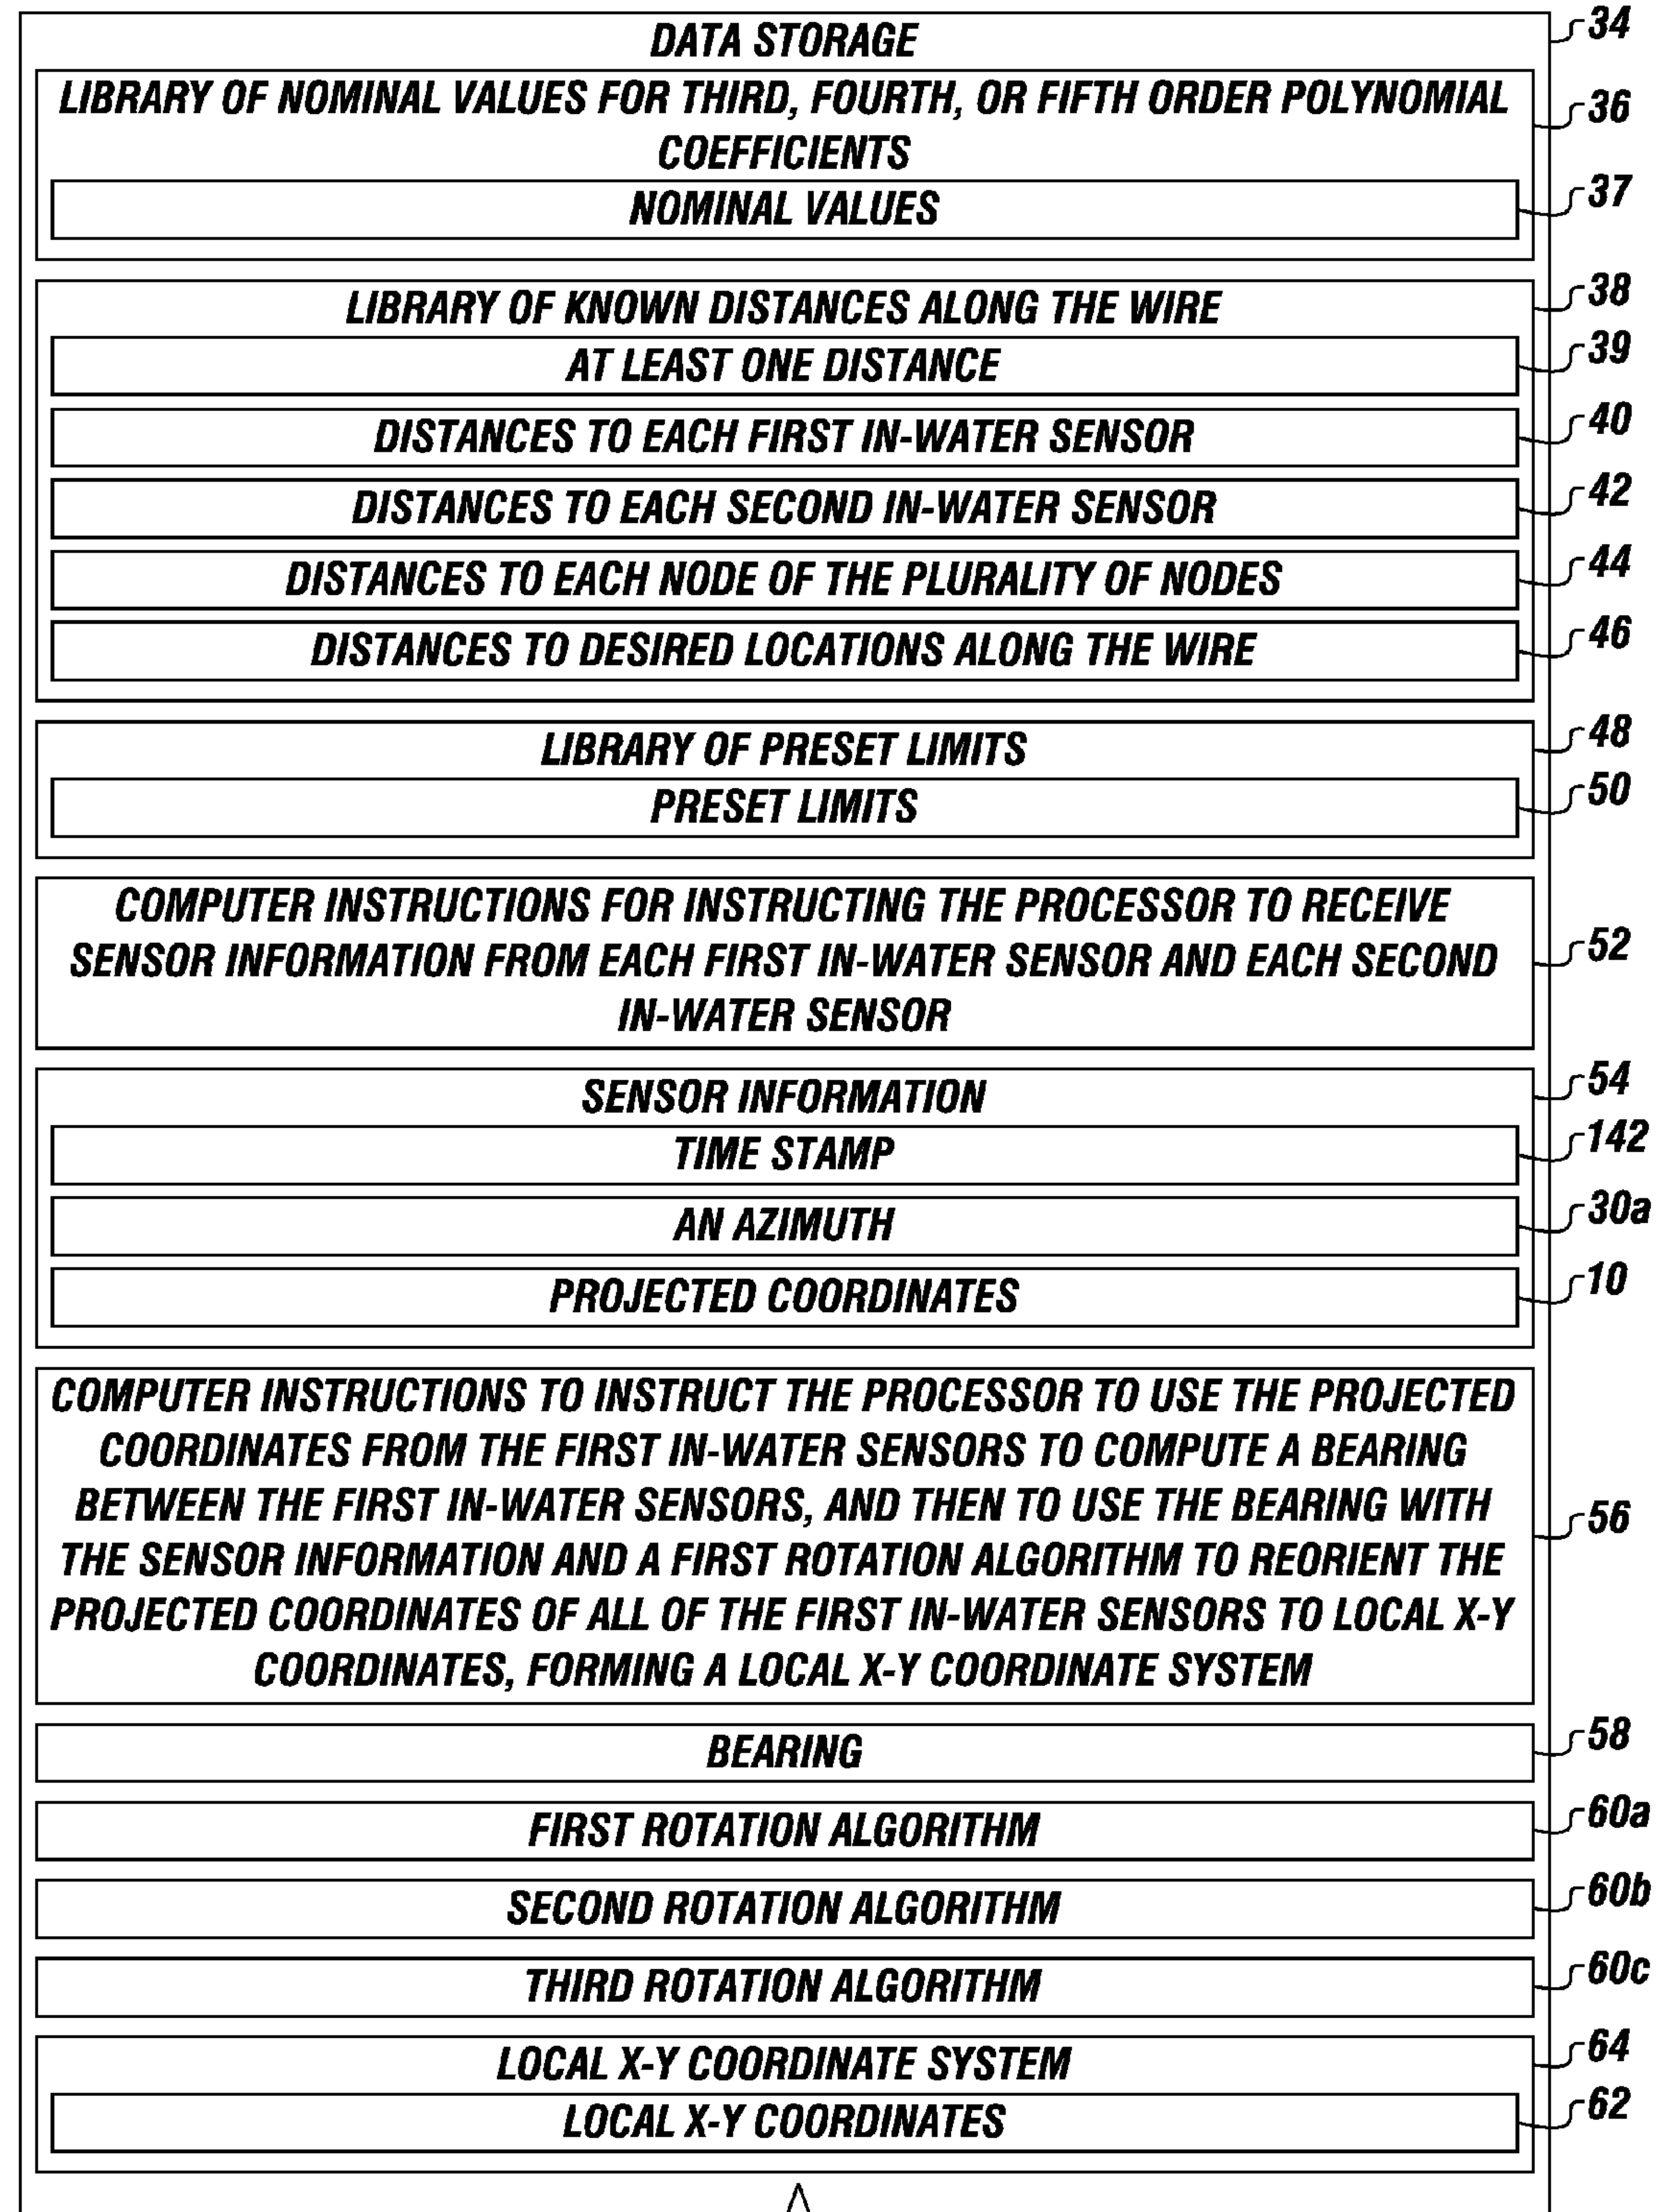 DATA STORAGE
34
LIBRARY OF NOMINAL VALUES FOR THIRD, FOURTH, OR FIFTH ORDER POLYNOMIAL
COEFFICIENTS
36
NOMINAL VALUES
37
LIBRARY OF KNOWN DISTANCES ALONG THE WIRE
38
AT LEAST ONE DISTANCE
39
DISTANCES TO EACH FIRST IN-WATER SENSOR
40
DISTANCES TO EACH SECOND IN-WATER SENSOR
42
DISTANCES TO EACH NODE OF THE PLURALITY OF NODES
44
DISTANCES TO DESIRED LOCATIONS ALONG THE WIRE
46
LIBRARY OF PRESET LIMITS
48
PRESET LIMITS
50
COMPUTER INSTRUCTIONS FOR INSTRUCTING THE PROCESSOR TO RECEIVE
SENSOR INFORMATION FROM EACH FIRST IN-WATER SENSOR AND EACH SECOND
IN-WATER SENSOR
52
SENSOR INFORMATION
54
TIME STAMP
142
AN AZIMUTH
30a
PROJECTED COORDINATES
10
COMPUTER INSTRUCTIONS TO INSTRUCT THE PROCESSOR TO USE THE PROJECTED
COORDINATES FROM THE FIRST IN-WATER SENSORS TO COMPUTE A BEARING
BETWEEN THE FIRST IN-WATER SENSORS, AND THEN TO USE THE BEARING WITH
THE SENSOR INFORMATION AND A FIRST ROTATION ALGORITHM TO REORIENT THE
PROJECTED COORDINATES OF ALL OF THE FIRST IN-WATER SENSORS TO LOCAL X-Y
COORDINATES, FORMING A LOCAL X-Y COORDINATE SYSTEM
56
BEARING
58
FIRST ROTATION ALGORITHM
60a
SECOND ROTATION ALGORITHM
60b
THIRD ROTATION ALGORITHM
60c
LOCAL X-Y COORDINATE SYSTEM
64
LOCAL X-Y COORDINATES
62